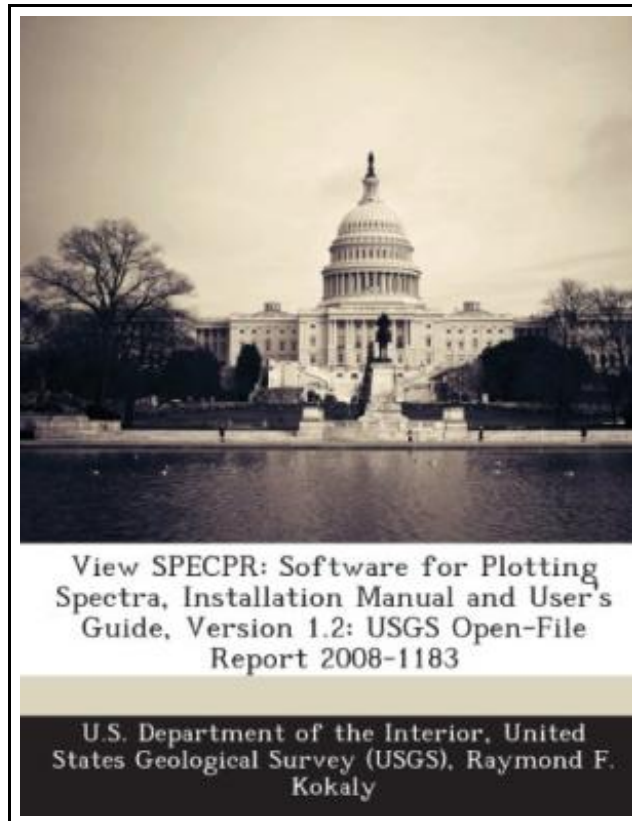 View SPECPR: Software for Plotting
Spectra, Installation Manual and User's
Guide, Version 1.2: USGS Open-File
Report 2008-1183
U.S. Department of the Interior, United
States Geological Survey (USGS), Raymond F.
Kokaly